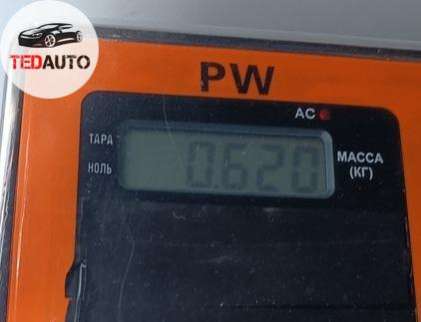 TEDAUTO
PW
AC
ТАРА
НОЛЬ
0.620
МАССА
(КГ)